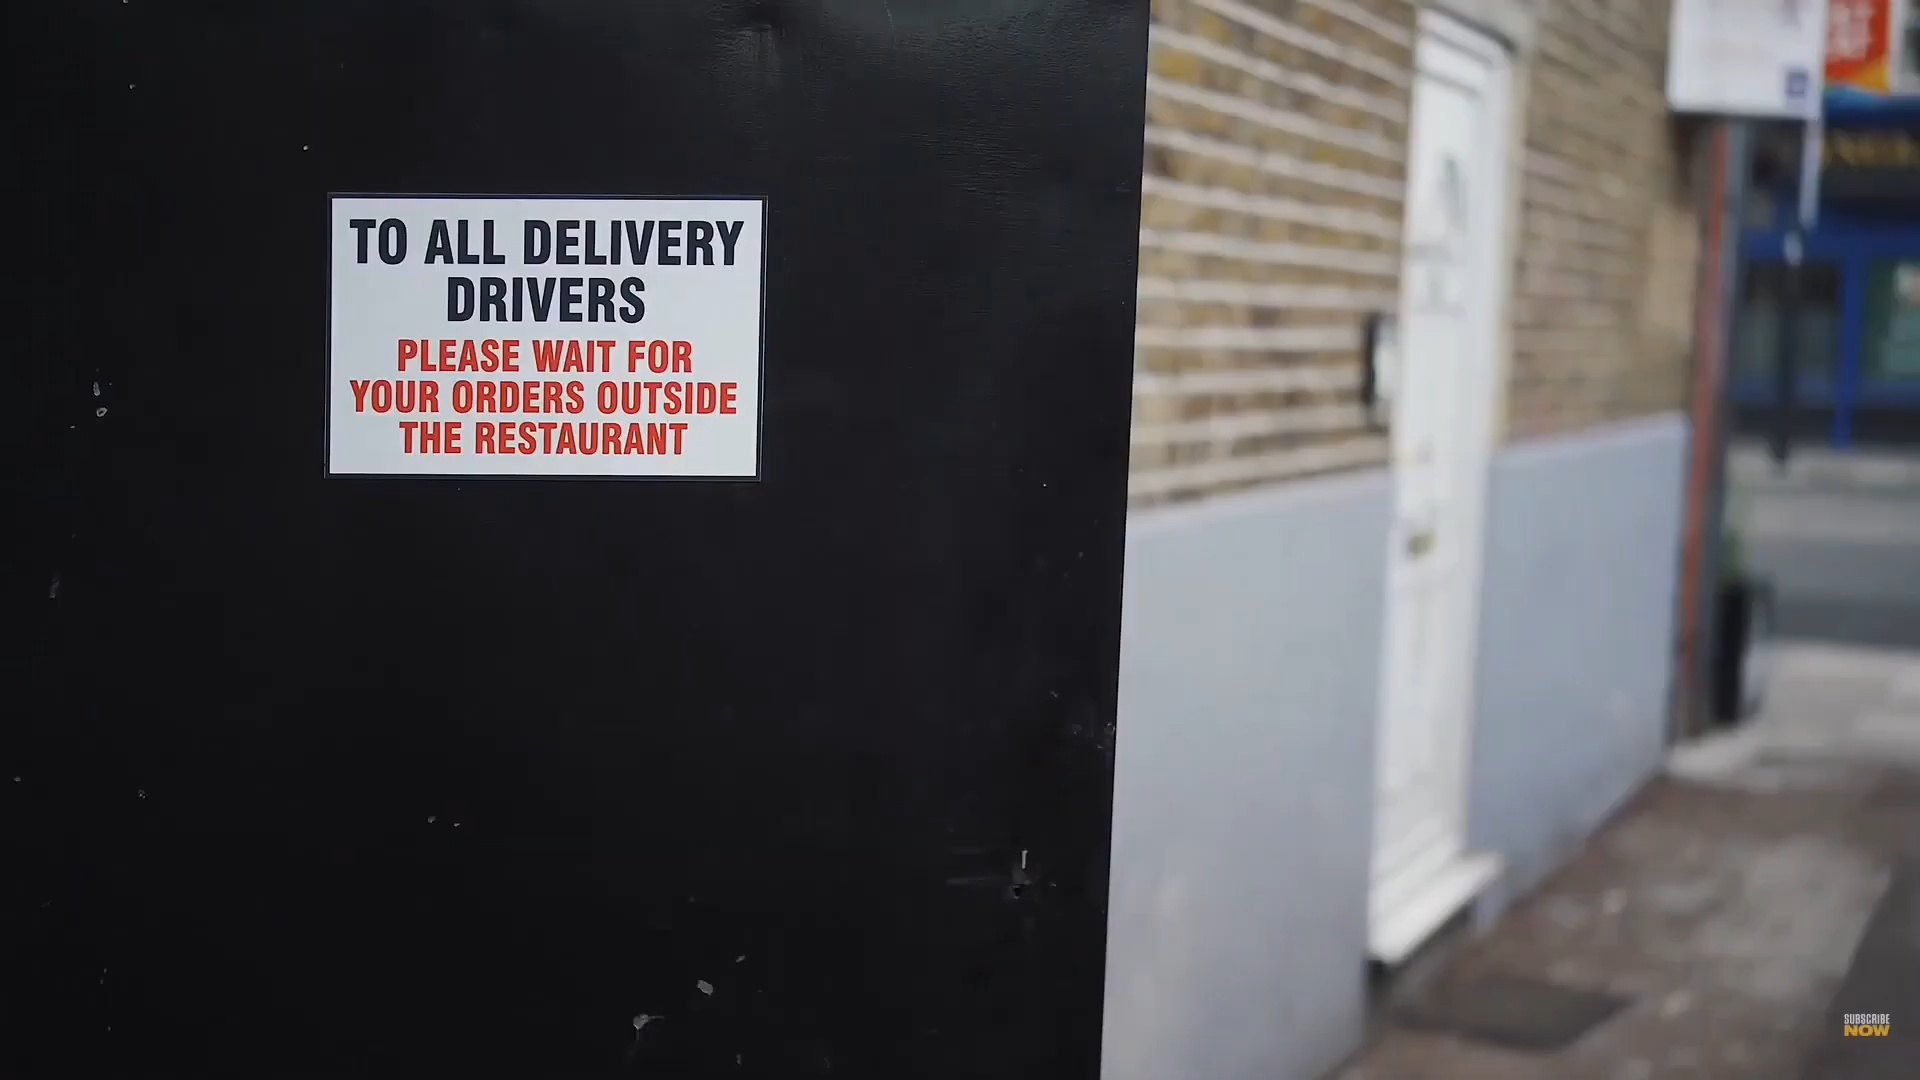 TO ALL DELIVERY
DRIVERS
PLEASE WAIT FOR
YOUR ORDERS OUTSIDE
THE RESTAURANT
SUBSCRIBE
NOW